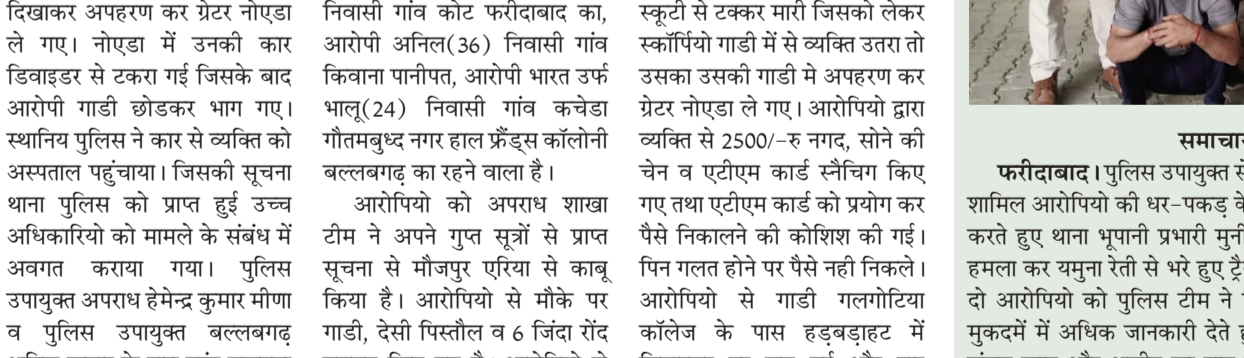 दिखाकर अपहरण कर ग्रेटर नोएडा
ले गए। नोएडा में उनकी कार
डिवाइडर से टकरा गई जिसके बाद
आरोपी गाडी छोडकर भाग गए।
स्थानिय पुलिस ने कार से व्यक्ति को
अस्पताल पहुंचाया। जिसकी सूचना
थाना पुलिस को प्राप्त हुई उच्च
अधिकारियो को मामले के संबंध में
अवगत कराया गया। पुलिस
उपायुक्त अपराध हेमेन्द्र कुमार मीणा
व पुलिस उपायुक्त बल्लबगढ़
निवासी गांव कोट फरीदाबाद का,
आरोपी अनिल(36) निवासी गांव
किवाना पानीपत, आरोपी भारत उर्फ
भालू(24) निवासी गांव कचेडा
गौतमबुध्द नगर हाल फ्रैंड्स कॉलोनी
बल्लबगढ़ का रहने वाला है।
आरोपियो को अपराध शाखा
टीम ने अपने गुप्त सूत्रों से प्राप्त
सूचना से मौजपुर एरिया से काबू
किया है। आरोपियो से मौके पर
गाडी, देसी पिस्तौल व 6 जिंदा रोंद
स्कूटी से टक्कर मारी जिसको लेकर
स्कॉर्पियो गाडी में से व्यक्ति उतरा तो
उसका उसकी गाडी मे अपहरण कर
ग्रेटर नोएडा ले गए। आरोपियो द्वारा
व्यक्ति से 2500/-रु नगद, सोने की
चेन व एटीएम कार्ड स्नैचिग किए
गए तथा एटीएम कार्ड को प्रयोग कर
पैसे निकालने की कोशिश की गई।
पिन गलत होने पर पैसे नही निकले।
आरोपियो से गाडी गलगोटिया
कॉलेज के पास हड़बड़ाहट में
समाचार
फरीदाबाद। पुलिस उपायुक्त से
शामिल आरोपियो की धर-पकड़ के
करते हुए थाना भूपानी प्रभारी मुनी
हमला कर यमुना रेती से भरे हुए ट्रै
दो आरोपियो को पुलिस टीम ने
मुकदमें में अधिक जानकारी देते हु